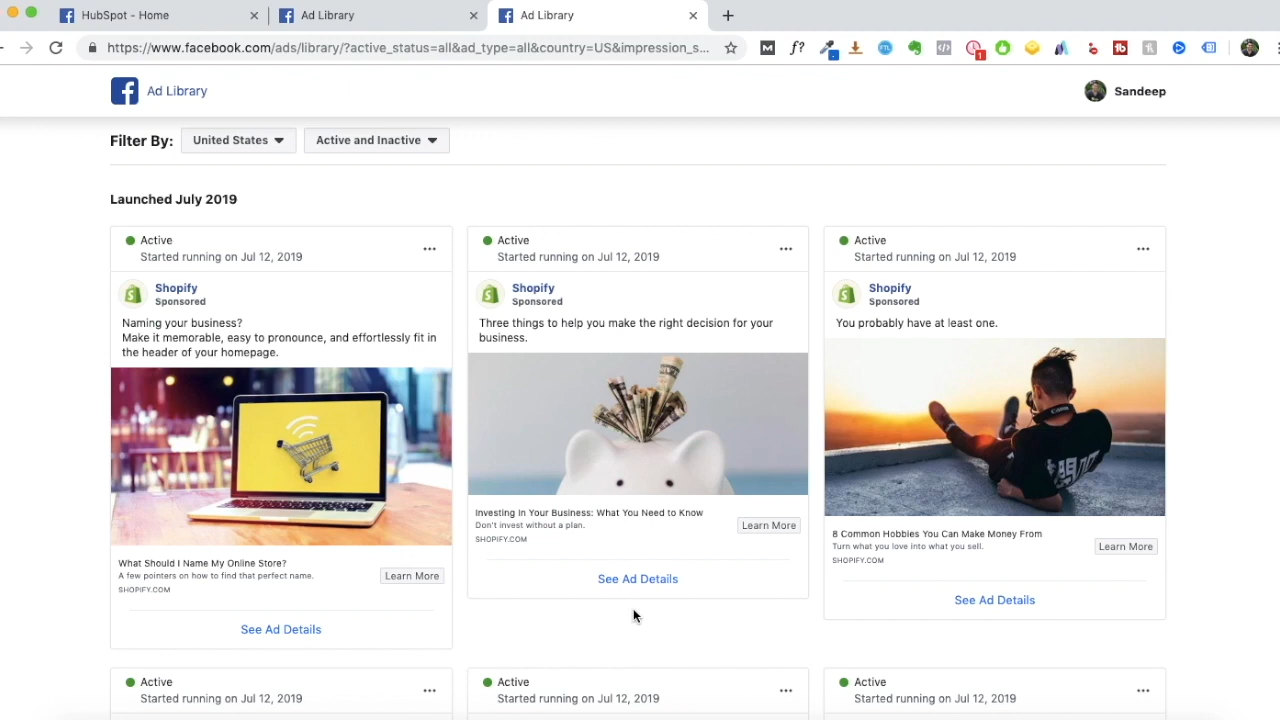 HubSpot - Home
Ad Library
Ad Library
https://www.facebook.com/ads/library/?active_status=all&ad_type=all&country=US&impression_s...
Ad Library
Sandeep
Filter By:
United States
Active and Inactive
Launched July 2019
Active
Started running on Jul 12, 2019
Shopify
Sponsored
Naming your business?
Make it memorable, easy to pronounce, and effortlessly fit in
the header of your homepage.
What Should I Name My Online Store?
A few pointers on how to find that perfect name.
SHOPIFY.COM
Learn More
See Ad Details
Active
Started running on Jul 12, 2019
Shopify
Sponsored
Three things to help you make the right decision for your
business.
Investing In Your Business: What You Need to Know
Don't invest without a plan.
SHOPIFY.COM
Learn More
See Ad Details
Active
Started running on Jul 12, 2019
Shopify
Sponsored
You probably have at least one.
Canon
8 Common Hobbies You Can Make Money From
Turn what you love into what you sell.
SHOPIFY.COM
Learn More
See Ad Details
Active
Started running on Jul 12, 2019
Active
Started running on Jul 12, 2019
Active
Started running on Jul 12, 2019